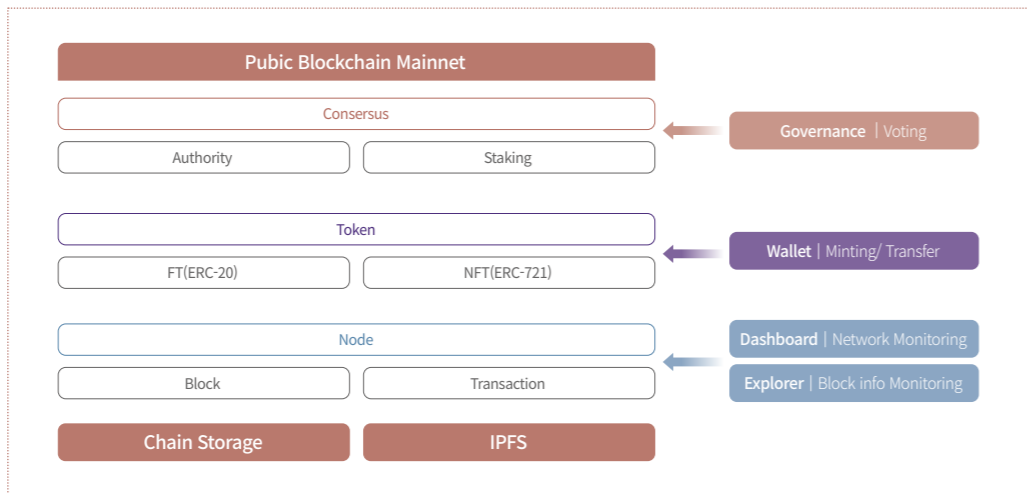 Pubic Blockchain Mainnet
Consersus
Authority
Staking
Governance | Voting
Token
FT(ERC-20)
NFT(ERC-721)
Wallet | Minting/ Transfer
Node
Block
Transaction
Dashboard | Network Monitoring
Explorer | Block info Monitoring
Chain Storage
IPFS